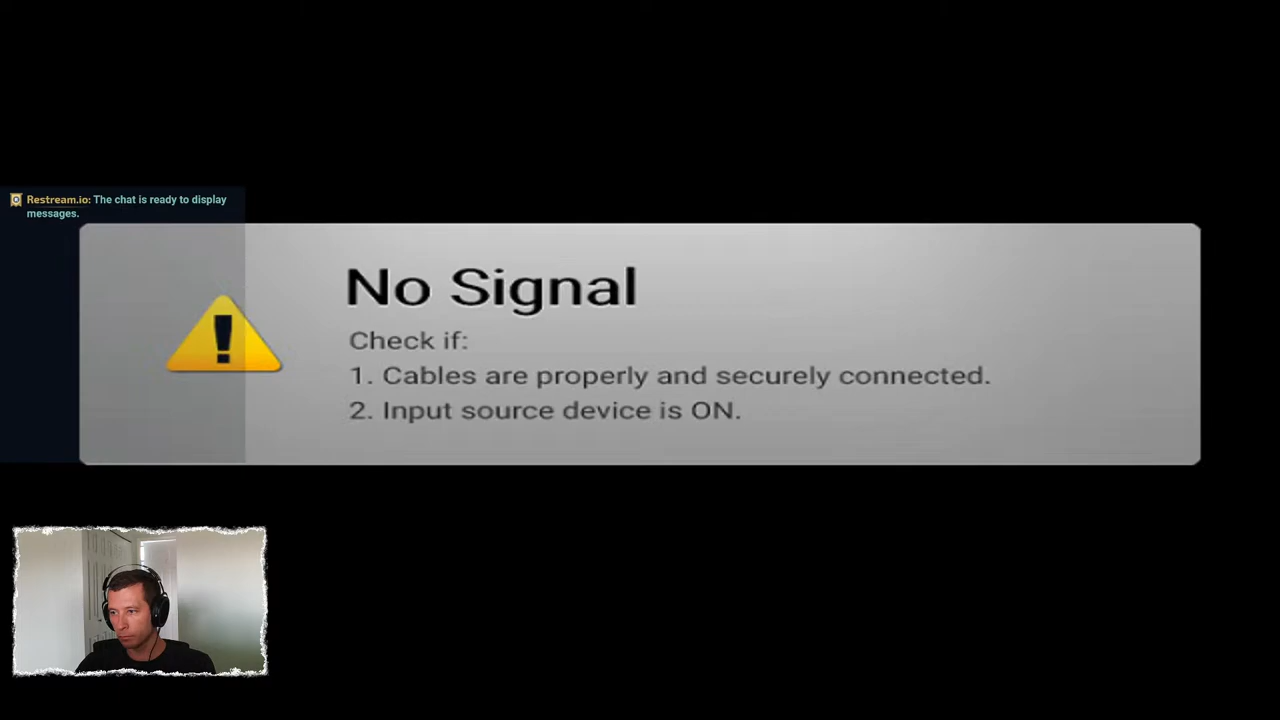 Restream.io: The chat is ready to display
messages.
No Signal
Check if:
1. Cables are properly and securely connected.
2. Input source device is ON.